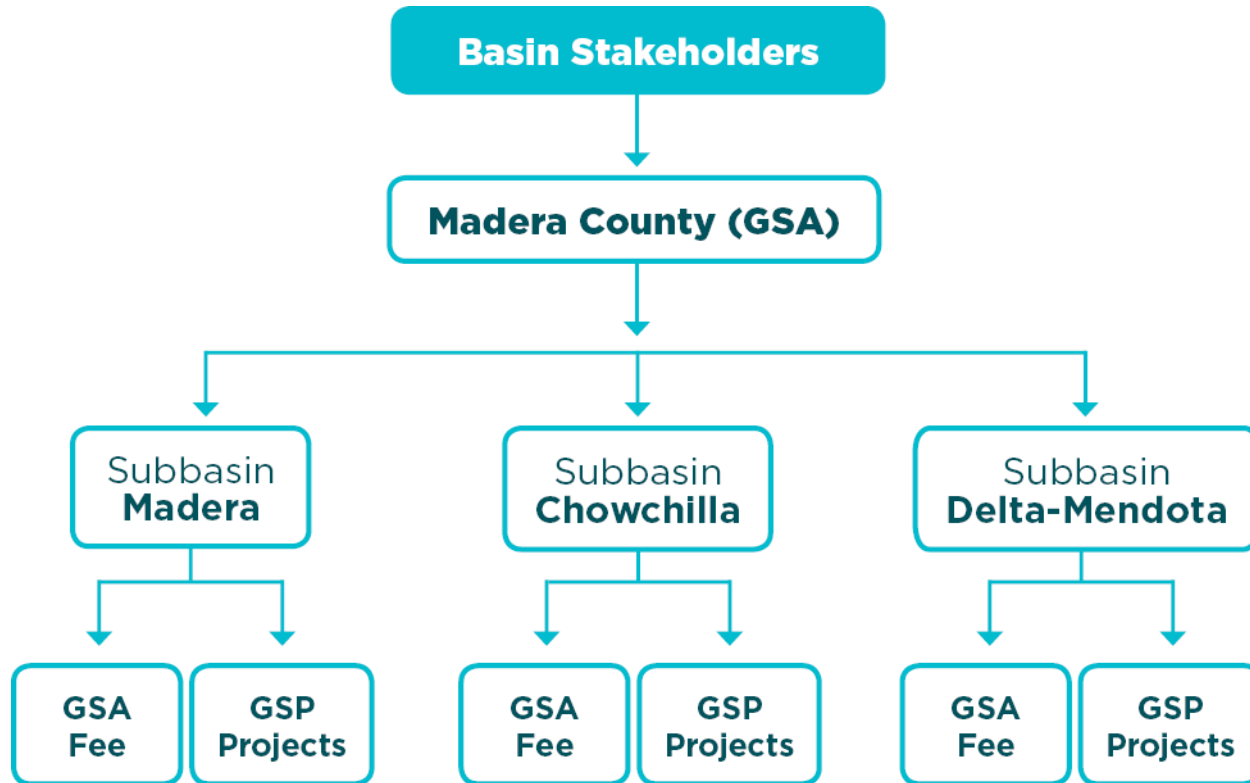 Basin Stakeholders
Madera County (GSA)
Subbasin
Madera
Subbasin
Chowchilla
Subbasin
Delta-Mendota
GSA
Fee
GSP
Projects
GSA
Fee
GSP
Projects
GSA
Fee
GSP
Projects